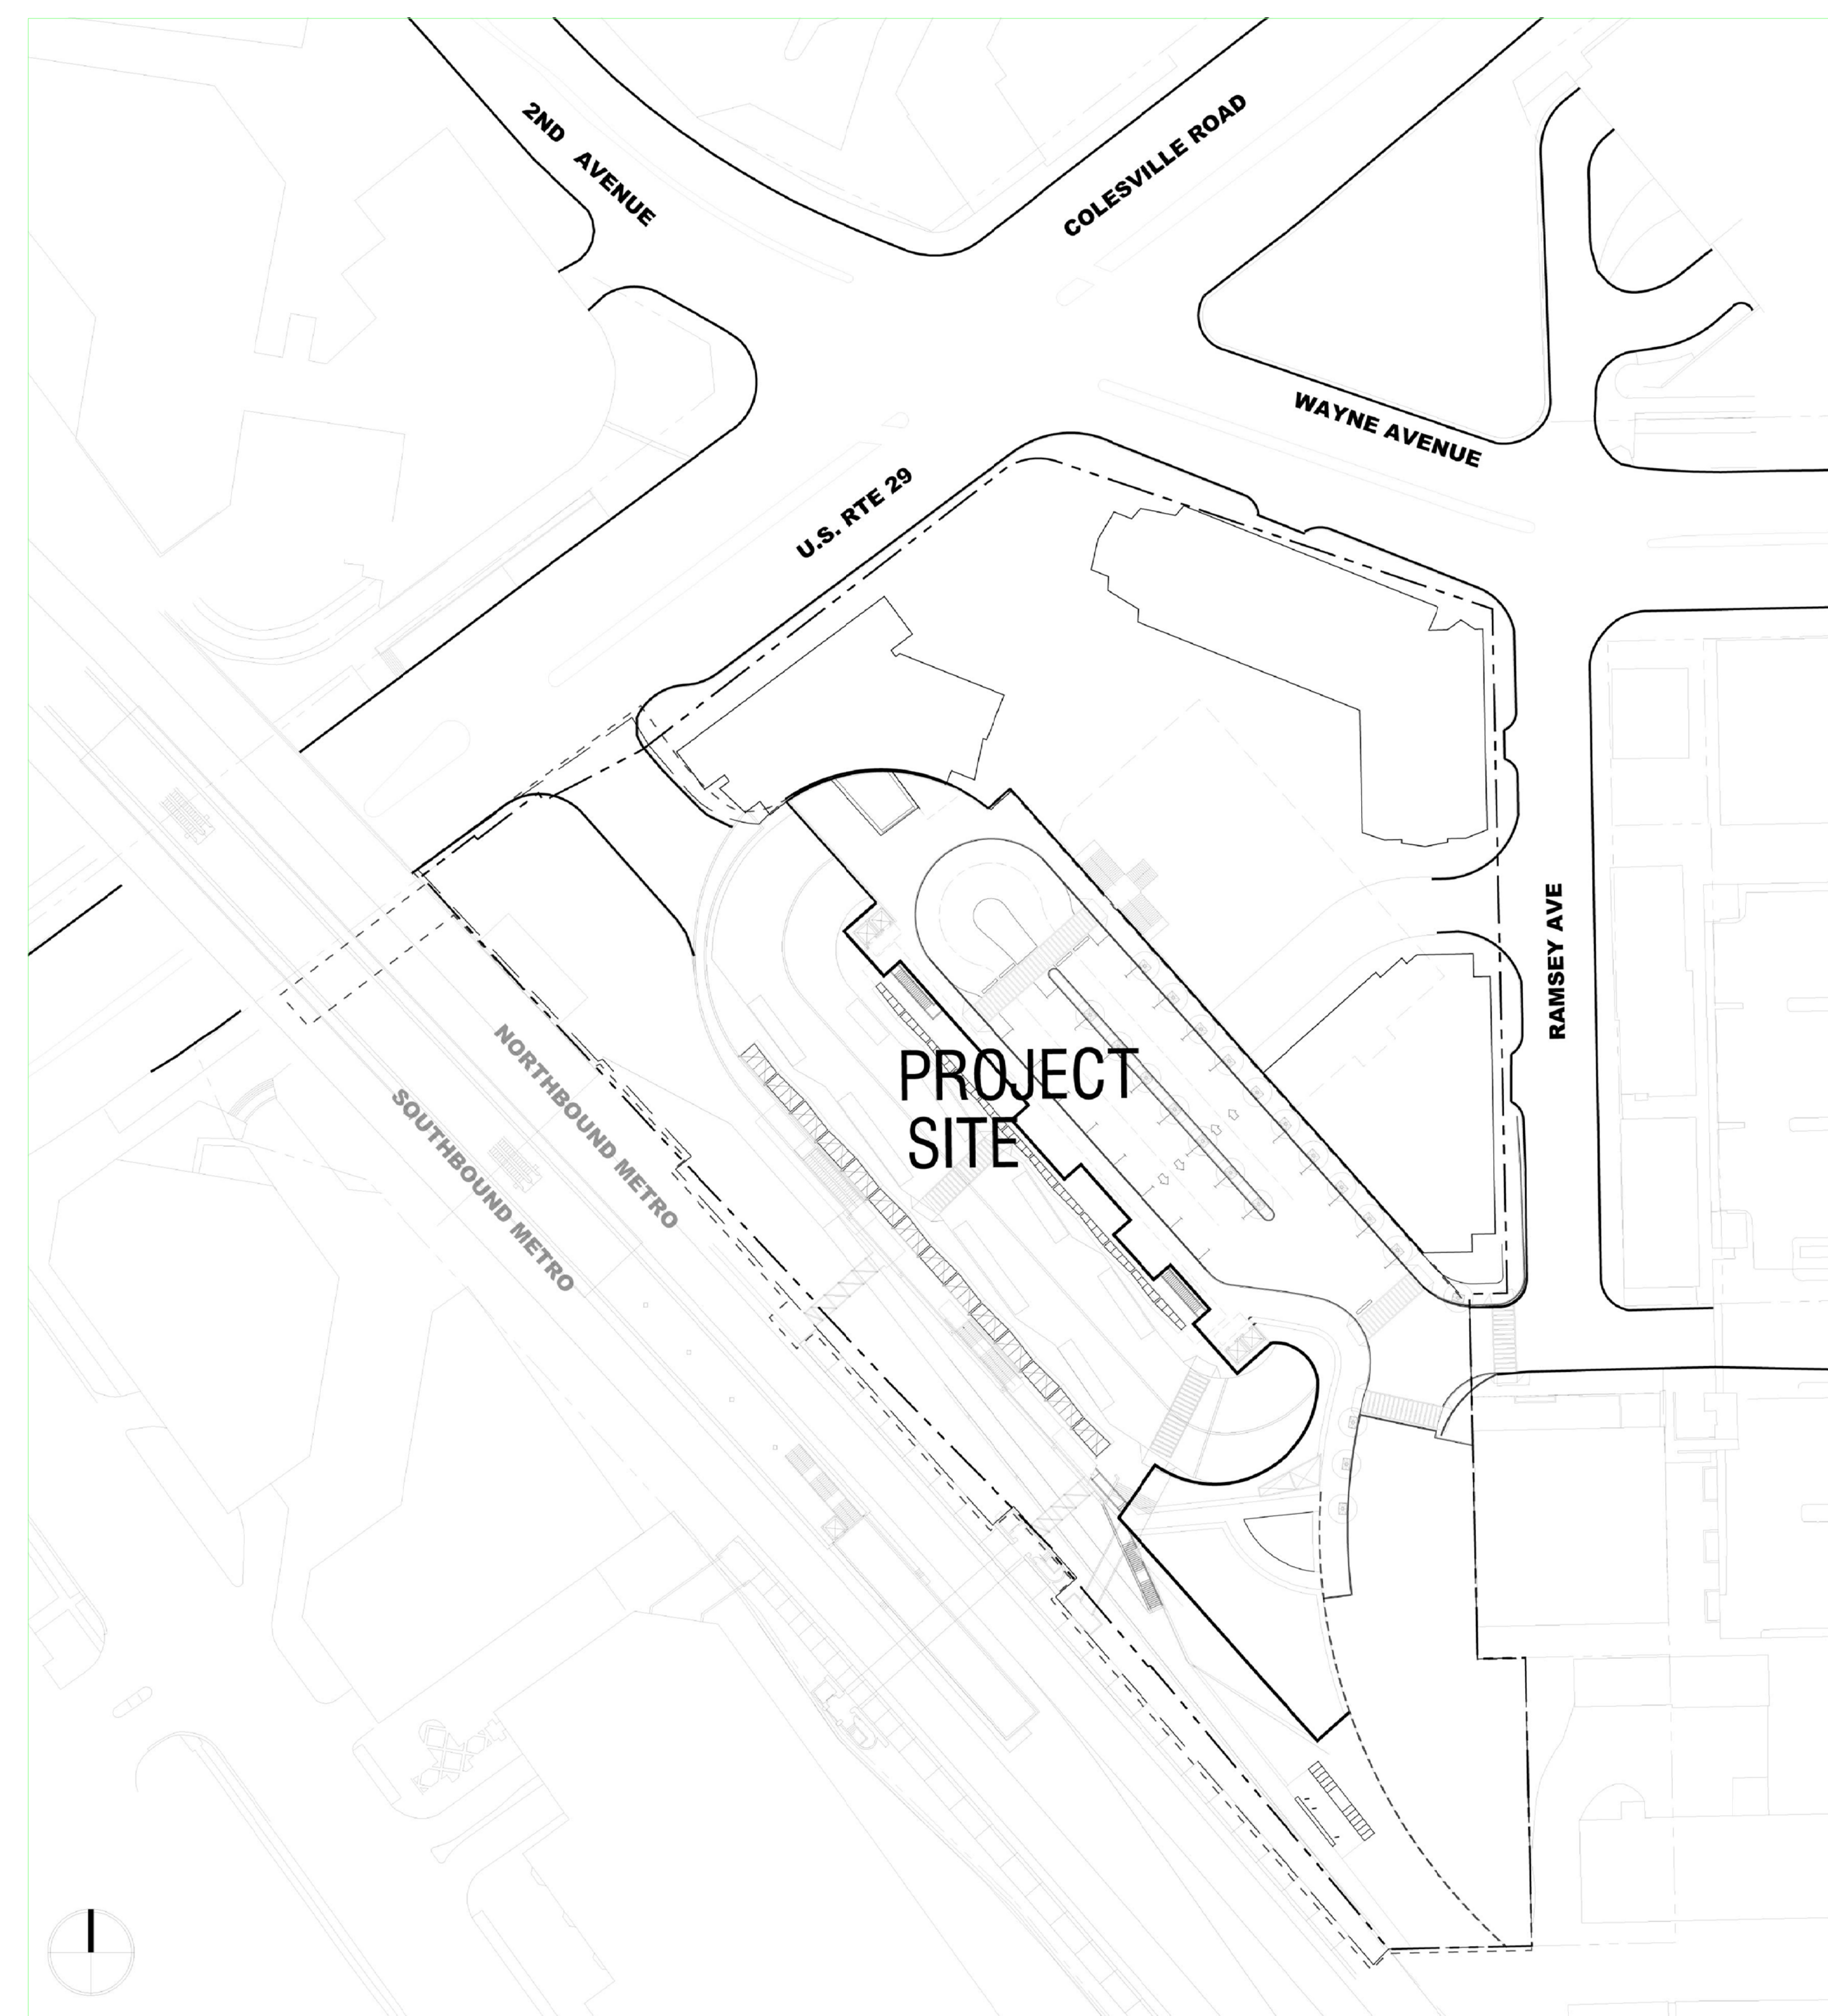 2ND AVENUE
COLESVILLE ROAD
WAYNE AVENUE
U.S. RTE 29
RAMSEY AVE
NORTHBOUND METRO
SOUTHBOUND METRO
PROJECT
SITE